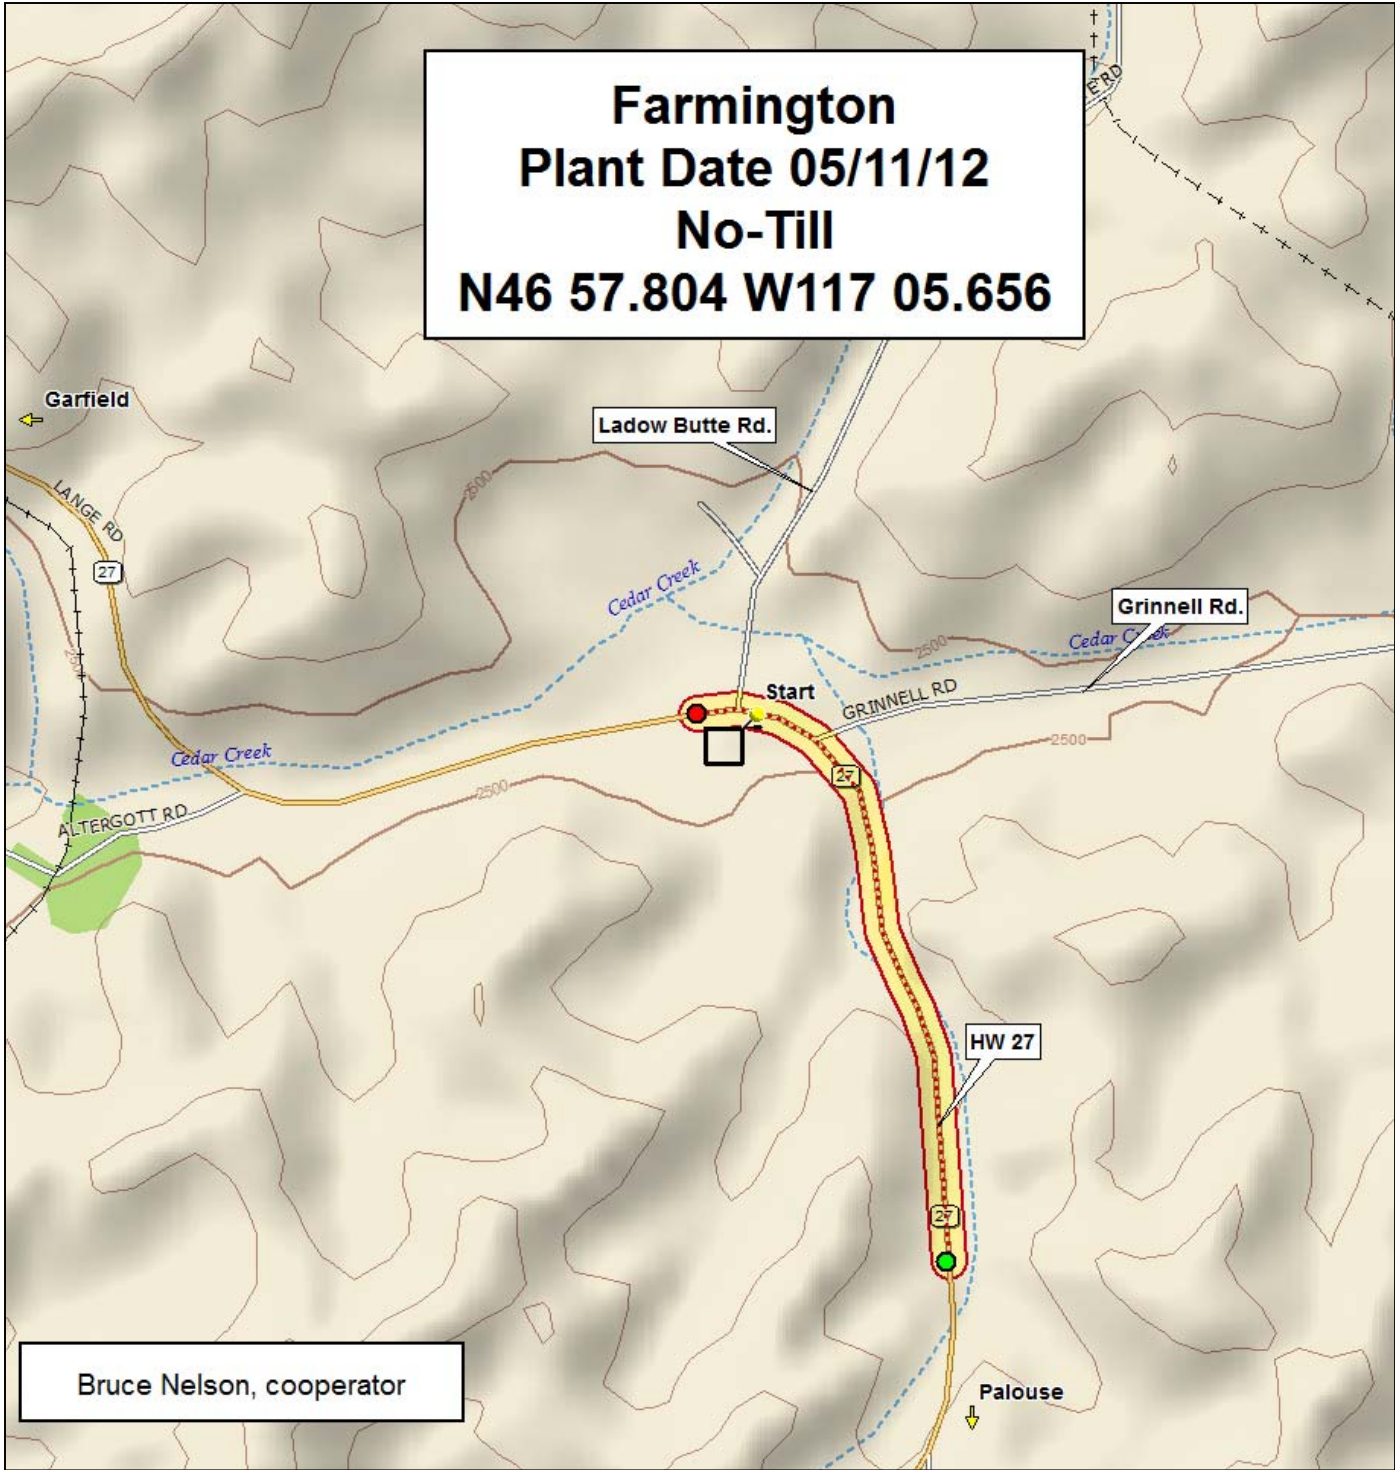 E RD
Farmington
Plant Date 05/11/12
No-Till
N46 57.804 W117 05.656
Garfield
Ladow Butte Rd.
LANGE RD
2500
27
Cedar Creek
Grinnell Rd.
Cedar Creek
2500
2500
Start
GRINNELL RD
2500
Cedar Creek
27
2500
ALTERGOTT RD
HW 27
27
Bruce Nelson, cooperator
Palouse